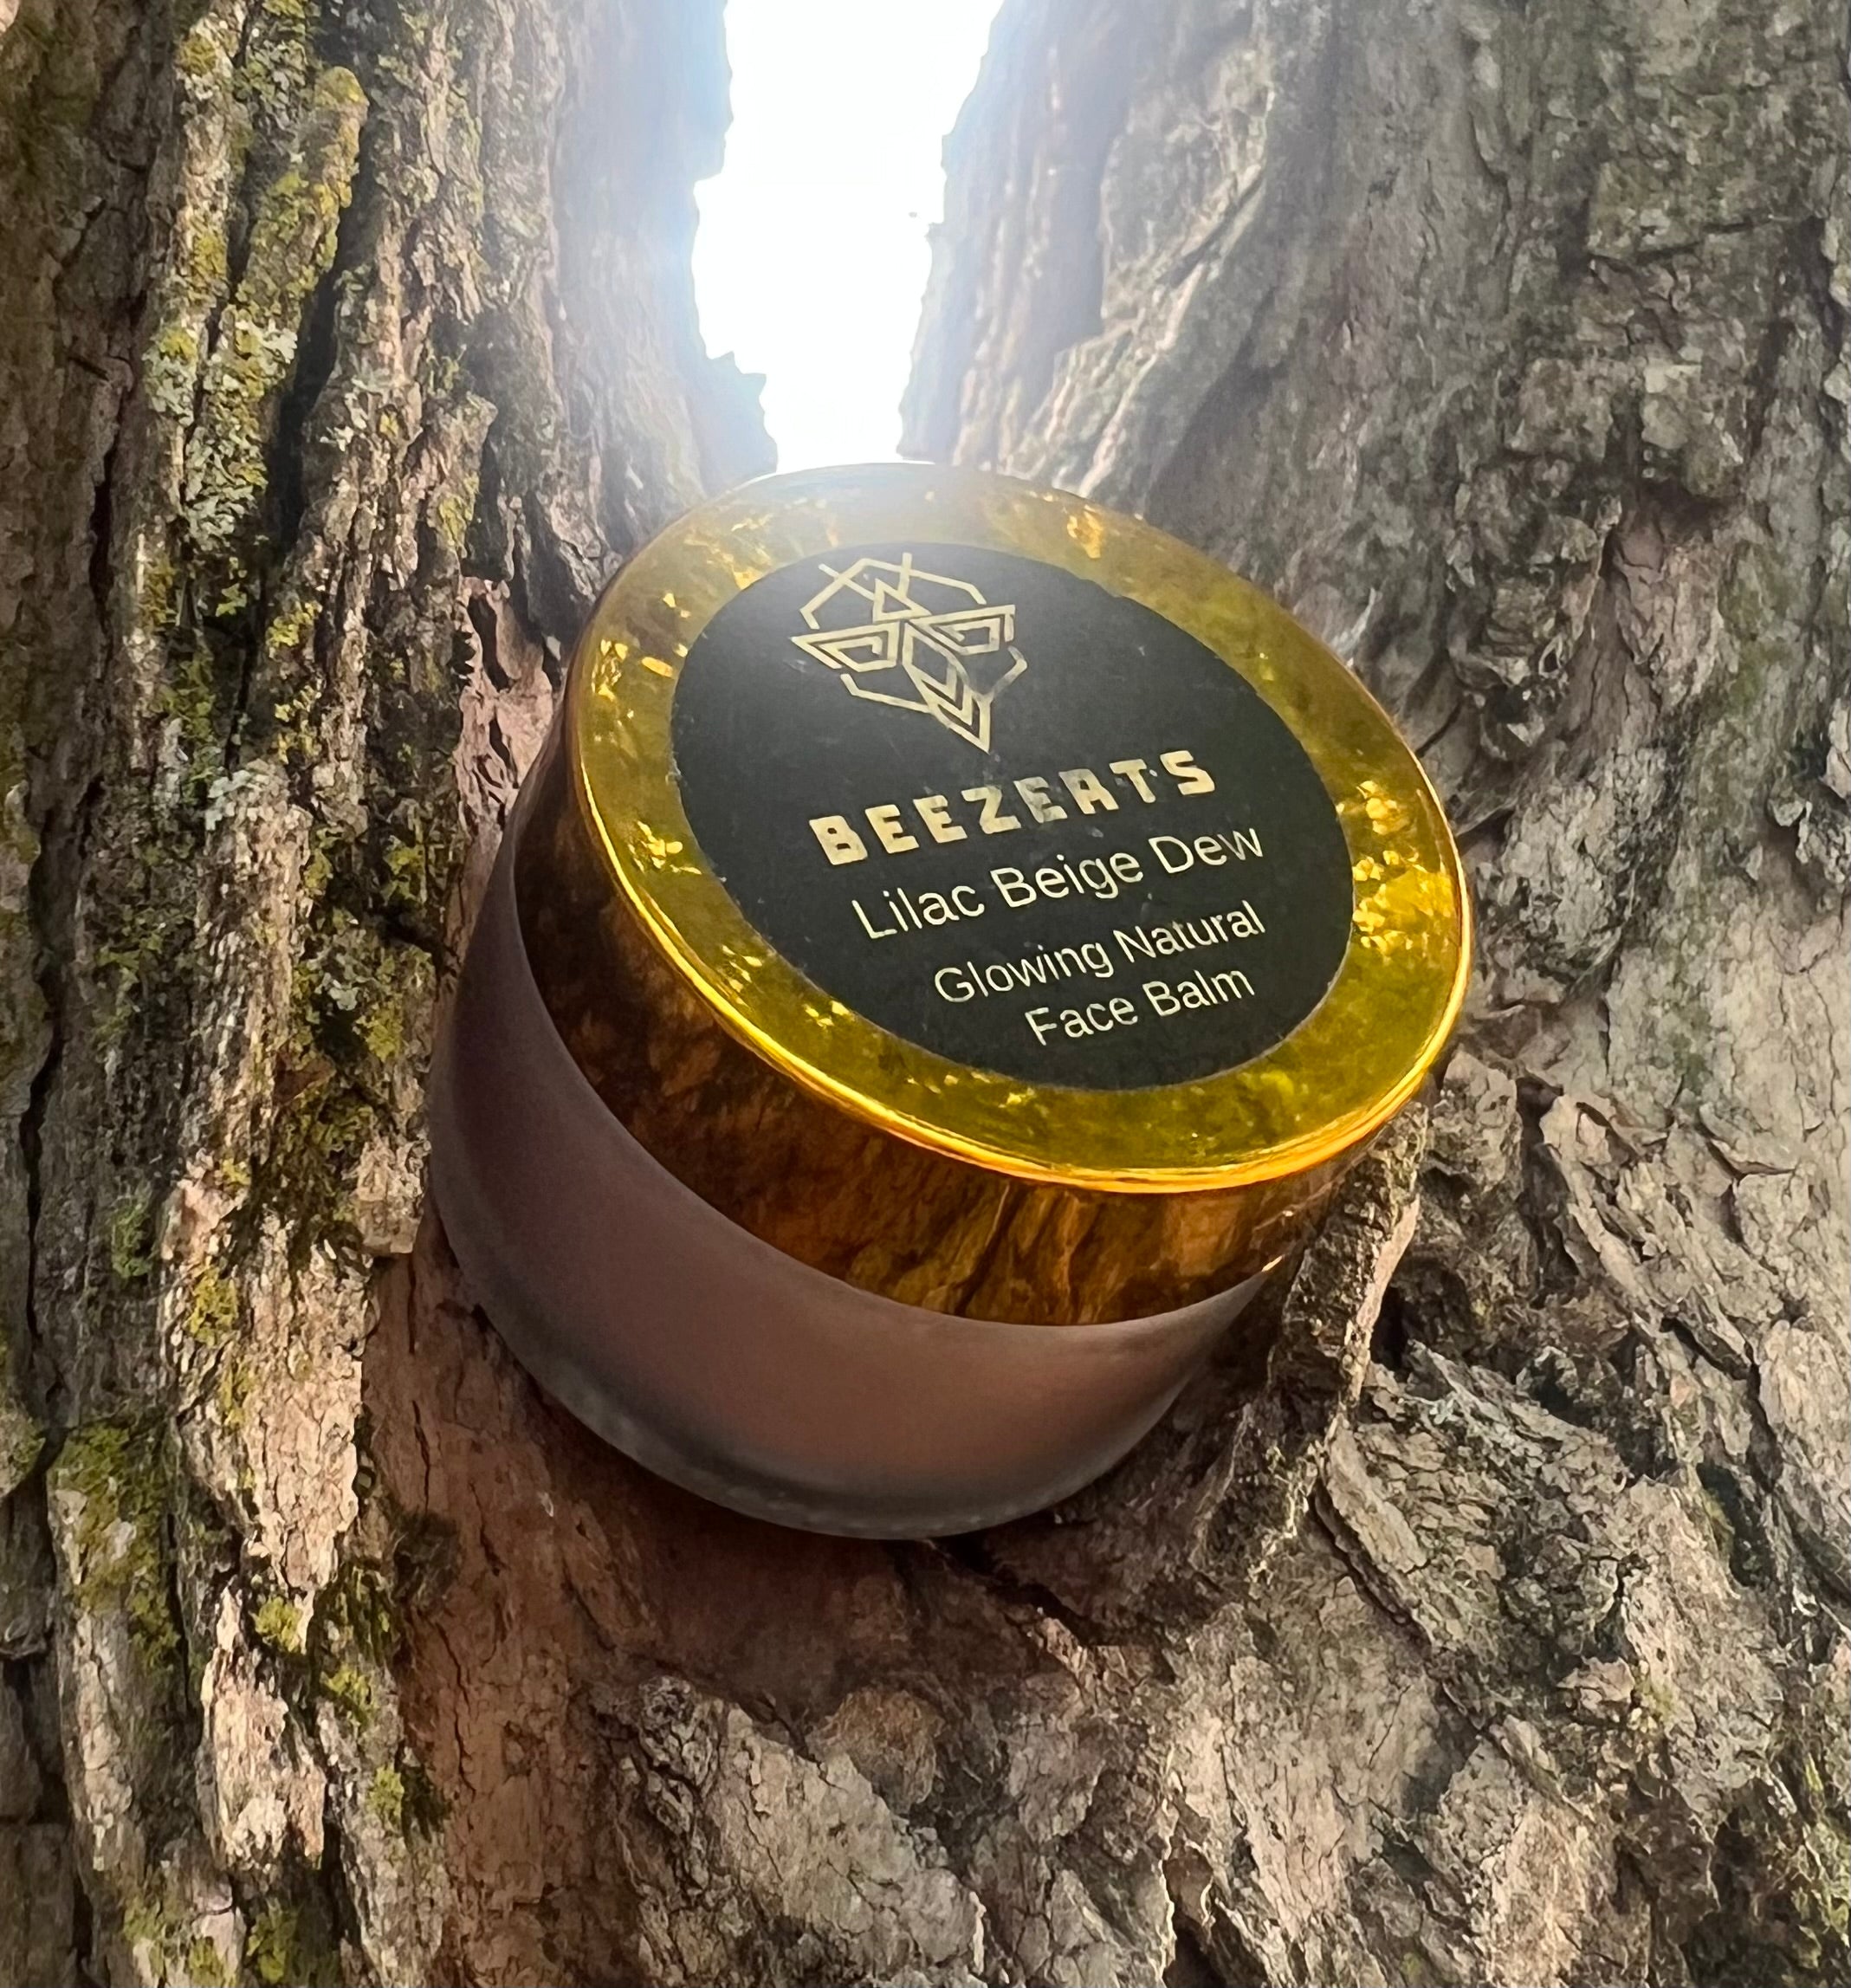 BEEZEATS
Lilac Beige Dew
Glowing Natural
Face Balm